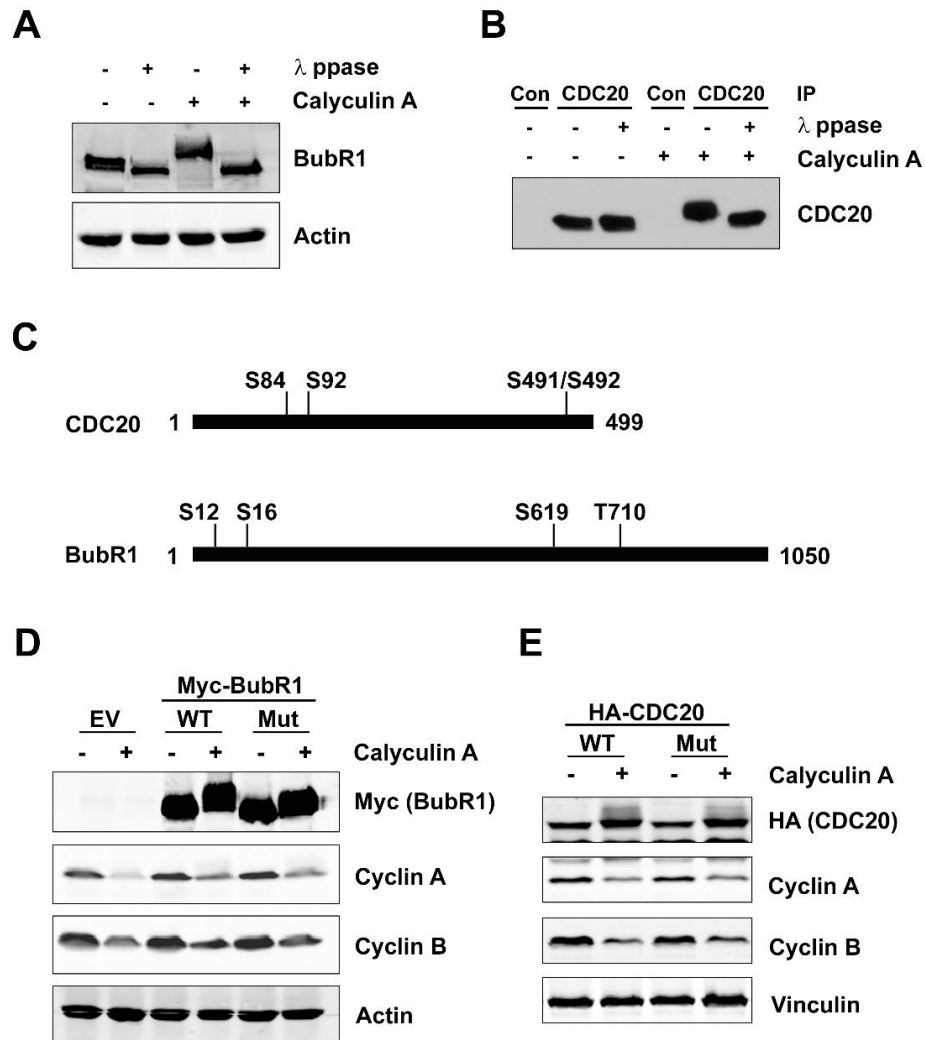 A
- + - + λ ppase
- - + + Calyculin A
BubR1
Actin
B
Con CDC20 Con CDC20 IP
- - + - - + λ ppase
- - - + + + Calyculin A
CDC20
C
S84 S92 S491/S492
CDC20 1 499
S12 S16 S619 T710
BubR1 1 1050
D
Myc-BubR1
EV WT Mut
- + - + - + Calyculin A
Myc (BubR1)
Cyclin A
Cyclin B
Actin
E
HA-CDC20
WT Mut
- + - + Calyculin A
HA (CDC20)
Cyclin A
Cyclin B
Vinculin